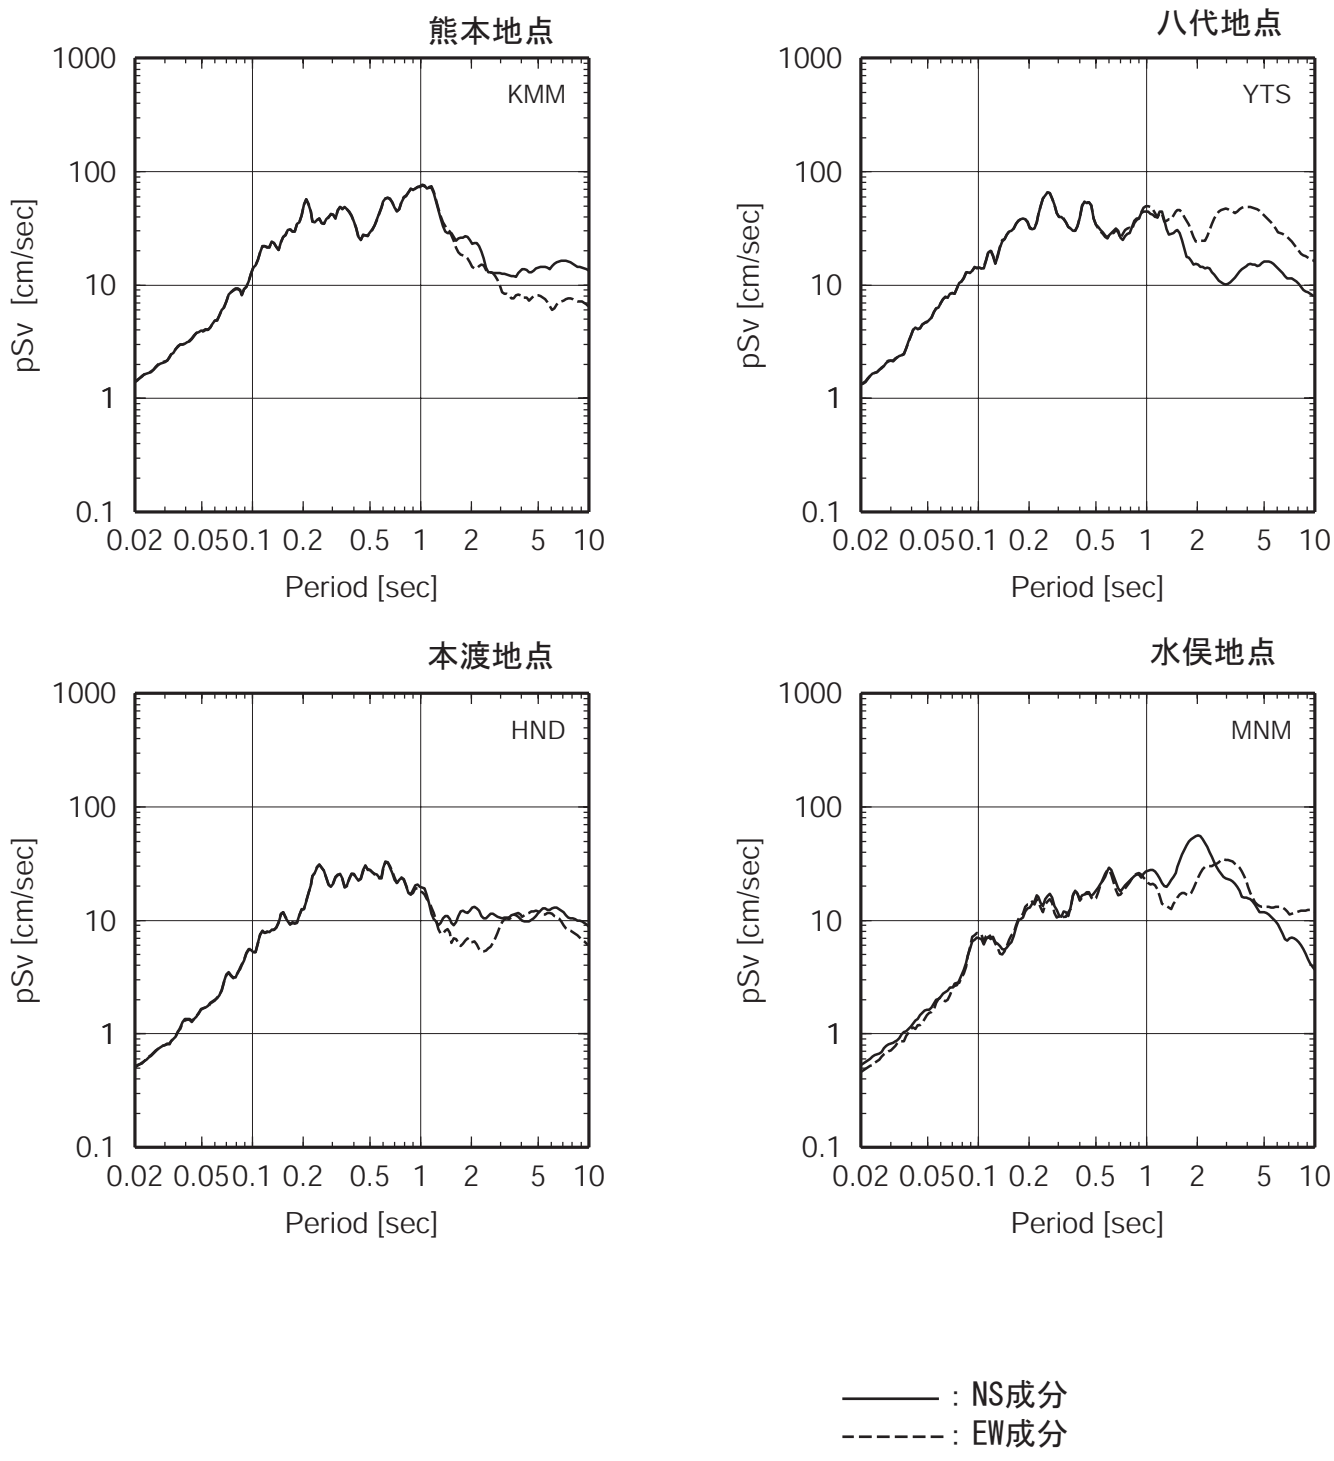 熊本地点
1000
KMM
100
10
1
0.1
pSv [cm/sec]
0.02 0.05 0.1 0.2 0.5 1 2 5 10
Period [sec]
八代地点
1000
YTS
100
10
1
0.1
pSv [cm/sec]
0.02 0.05 0.1 0.2 0.5 1 2 5 10
Period [sec]
本渡地点
1000
HND
100
10
1
0.1
pSv [cm/sec]
0.02 0.05 0.1 0.2 0.5 1 2 5 10
Period [sec]
水俣地点
1000
MNM
100
10
1
0.1
pSv [cm/sec]
0.02 0.05 0.1 0.2 0.5 1 2 5 10
Period [sec]
: NS成分
: EW成分